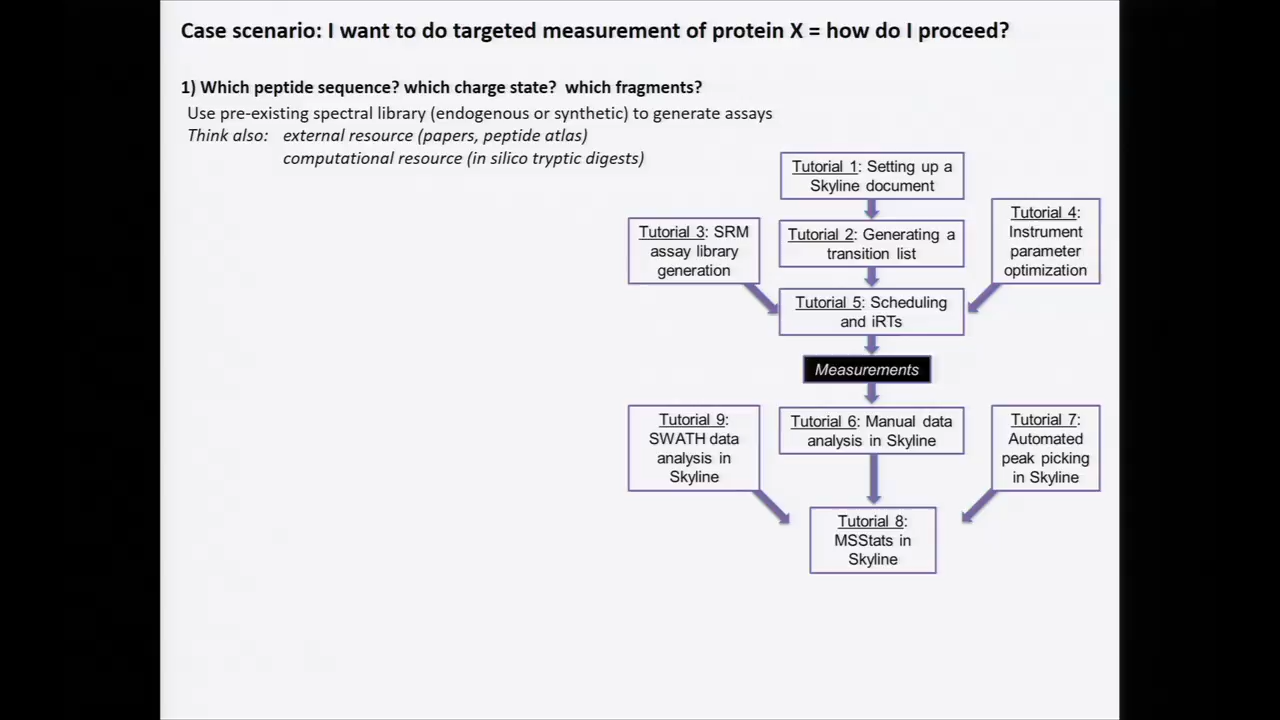 Case scenario: I want to do targeted measurement of protein X = how do I proceed?
1) Which peptide sequence? which charge state?  which fragments?
Use pre-existing spectral library (endogenous or synthetic) to generate assays
Think also:   external resource (papers, peptide atlas)
computational resource (in silico tryptic digests)
Tutorial 1: Setting up a
Skyline document
Tutorial 3: SRM
assay library
generation
Tutorial 2: Generating a
transition list
Tutorial 4:
Instrument
parameter
optimization
Tutorial 5: Scheduling
and iRTs
Measurements
Tutorial 9:
SWATH data
analysis in
Skyline
Tutorial 6: Manual data
analysis in Skyline
Tutorial 7:
Automated
peak picking
in Skyline
Tutorial 8:
MSStats in
Skyline